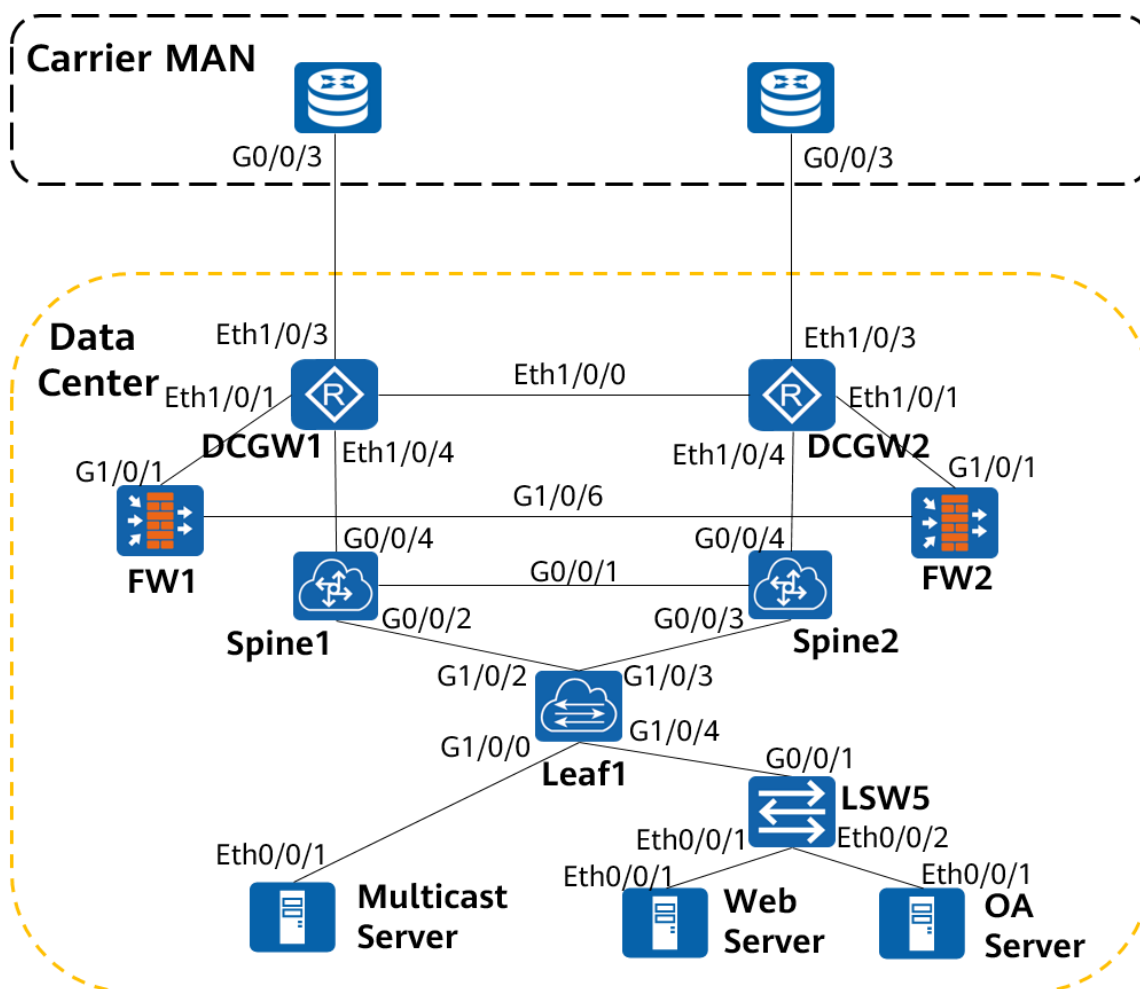 Carrier MAN
G0/0/3
G0/0/3
Data
Center
Eth1/0/3
Eth1/0/3
Eth1/0/0
Eth1/0/1
Eth1/0/1
R
R
DCGW1
DCGW2
Eth1/0/4
Eth1/0/4
G1/0/1
G1/0/1
G1/0/6
G0/0/4
G0/0/4
FW1
FW2
G0/0/1
G0/0/2
G0/0/3
Spine1
Spine2
G1/0/2
G1/0/3
G1/0/0
G1/0/4
Leaf1
G0/0/1
LSW5
Eth0/0/1
Eth0/0/1
Eth0/0/2
Eth0/0/1
Eth0/0/1
Multicast
Server
Web
Server
OA
Server